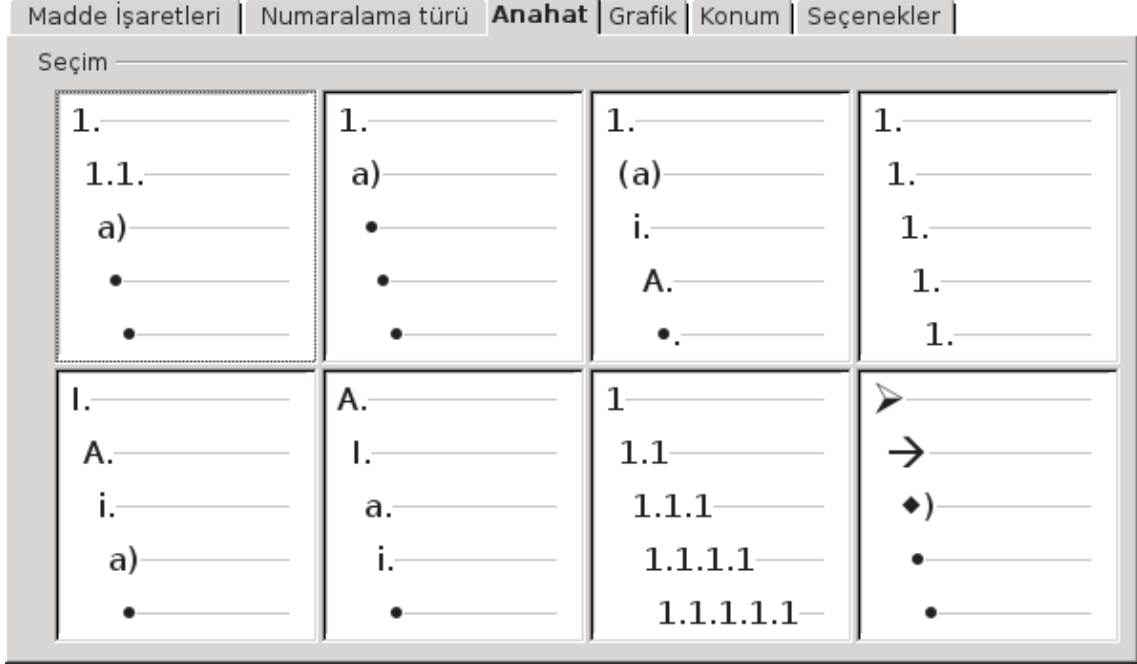 Madde İşaretleri Numaralama türü Anahat Grafik Konum Seçenekler
Seçim
1.
1.1.
a)
•
•
1.
a)
•
•
•
1.
(a)
i.
A.
•.
1.
1.
1.
1.
1.
I.
A.
i.
a)
•
A.
I.
a.
i.
•
1
1.1
1.1.1
1.1.1.1
1.1.1.1.1
➢
→
◆)
•
•